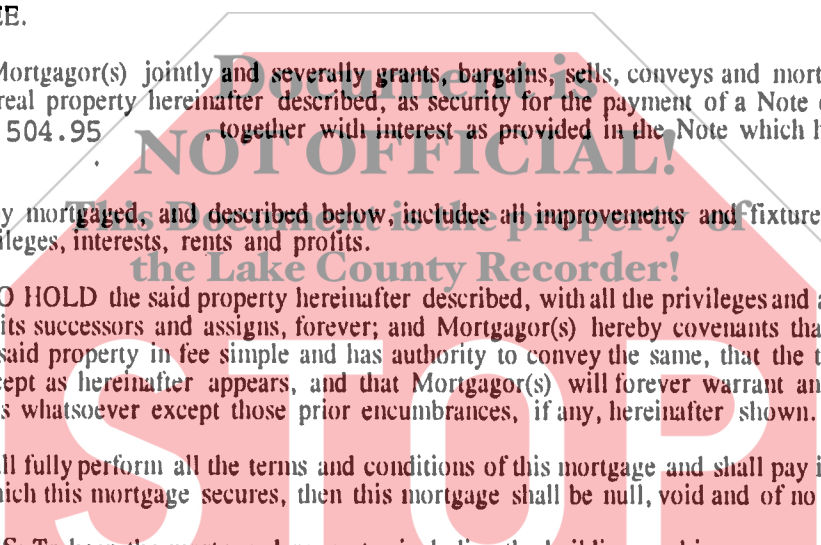 EE.
Mortgagor(s) jointly and severally grants, bargains, sells, conveys and mort
Document is
real property hereinafter described, as security for the payment of a Note
504.95 , together with interest as provided in the Note which h
NOT OFFICIAL!
y mortgaged, and described below, includes all improvements and fixture
This Document is the property of
ileges, interests, rents and profits.
the Lake County Recorder!
O HOLD the said property hereinafter described, with all the privileges and a
its successors and assigns, forever; and Mortgagor(s) hereby covenants tha
said property in fee simple and has authority to convey the same, that the t
cept as hereinafter appears, and that Mortgagor(s) will forever warrant an
s whatsoever except those prior encumbrances, if any, hereinafter shown.
STOP
ll fully perform all the terms and conditions of this mortgage and shall pay i
hich this mortgage secures, then this mortgage shall be null, void and of no